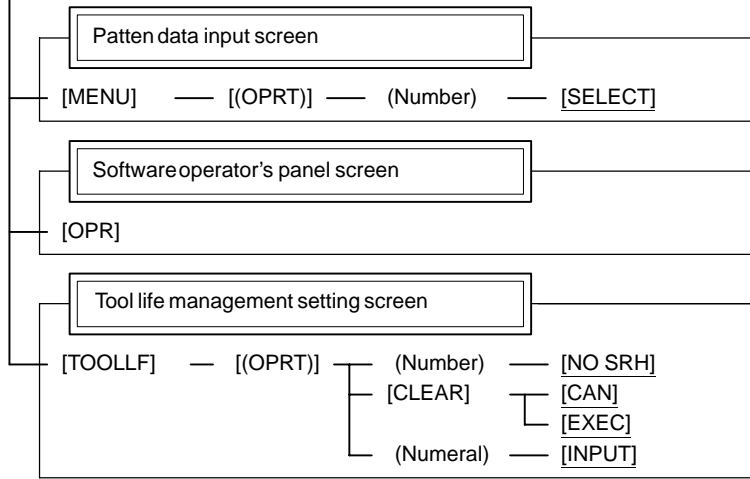 Patten data input screen
[MENU] [(OPRT)] (Number) [SELECT]
Software operator's panel screen
[OPR]
Tool life management setting screen
[TOOLLF] [(OPRT)] (Number) [NO SRH]
[CLEAR] [CAN]
[EXEC]
(Numeral) [INPUT]